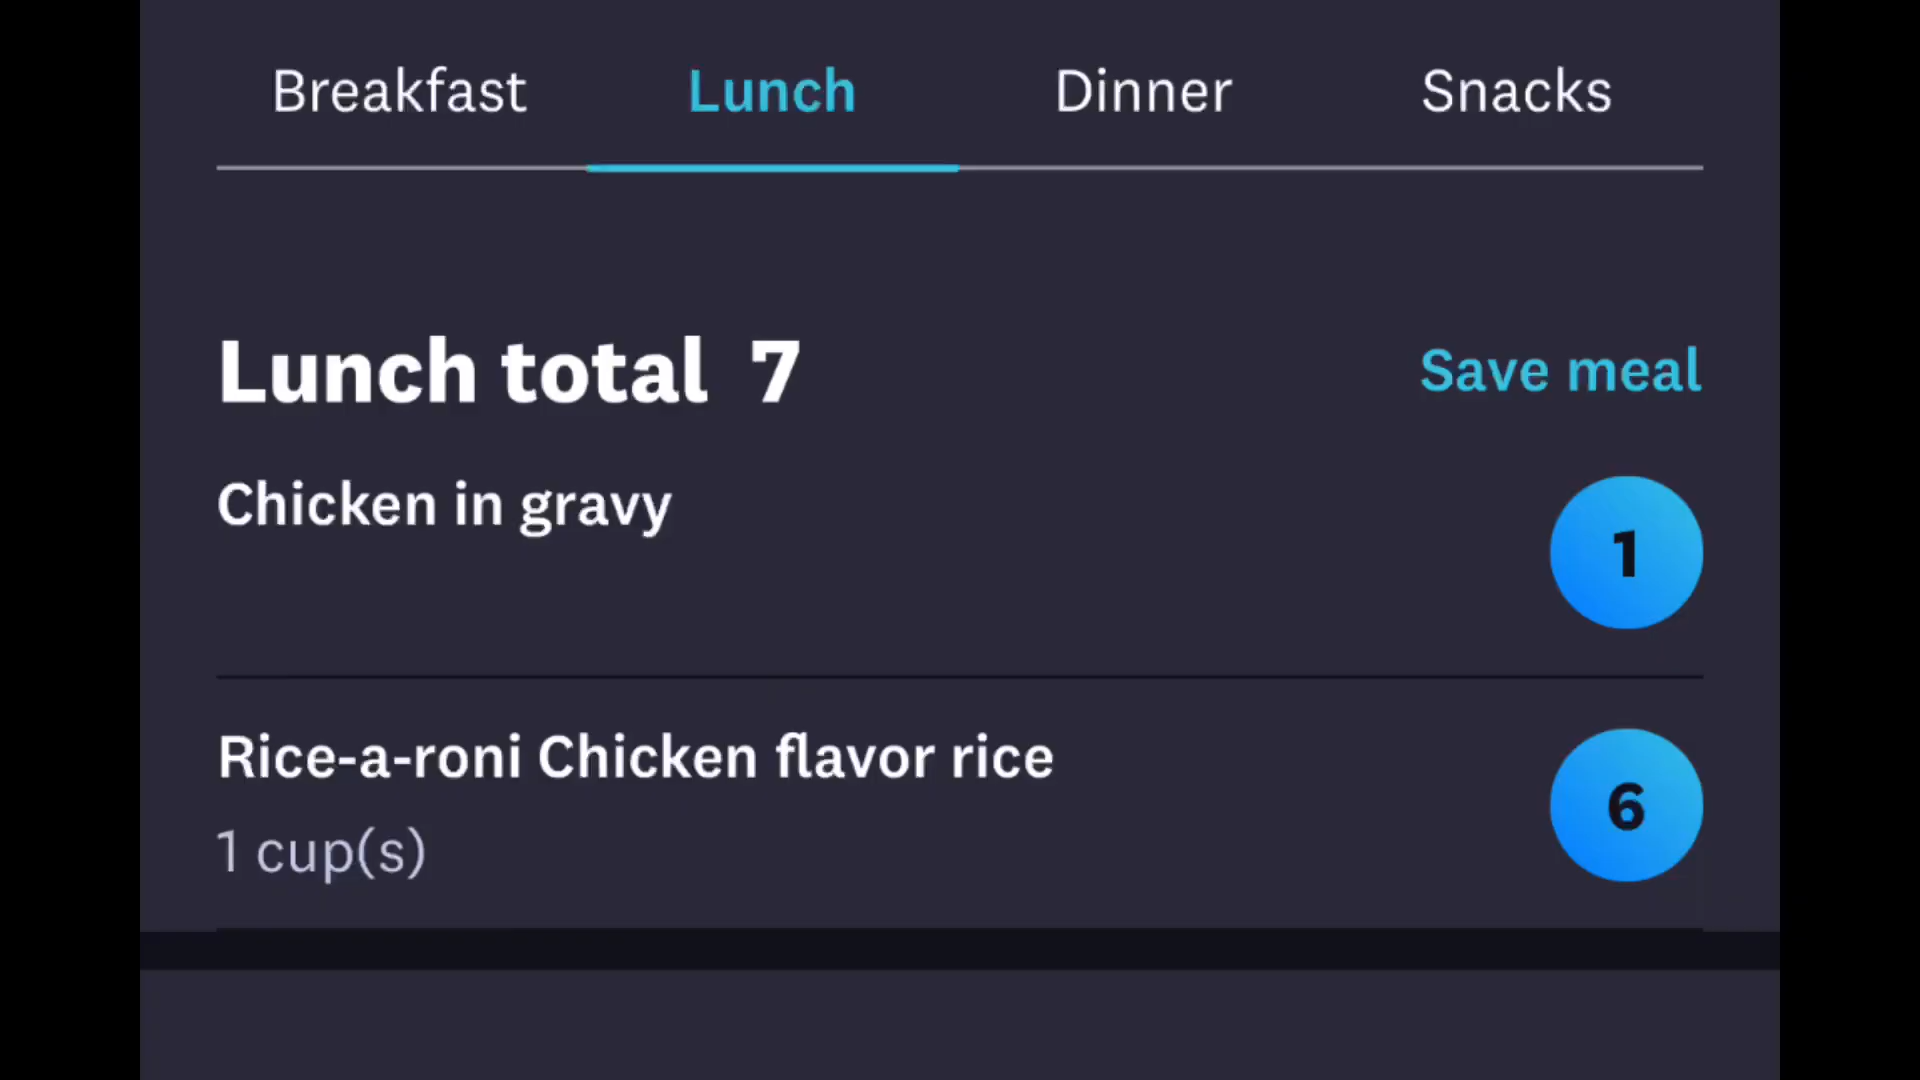 Breakfast Lunch Dinner Snacks
Lunch total 7 Save meal
Chicken in gravy 1
Rice-a-roni Chicken flavor rice 6
1 cup(s)